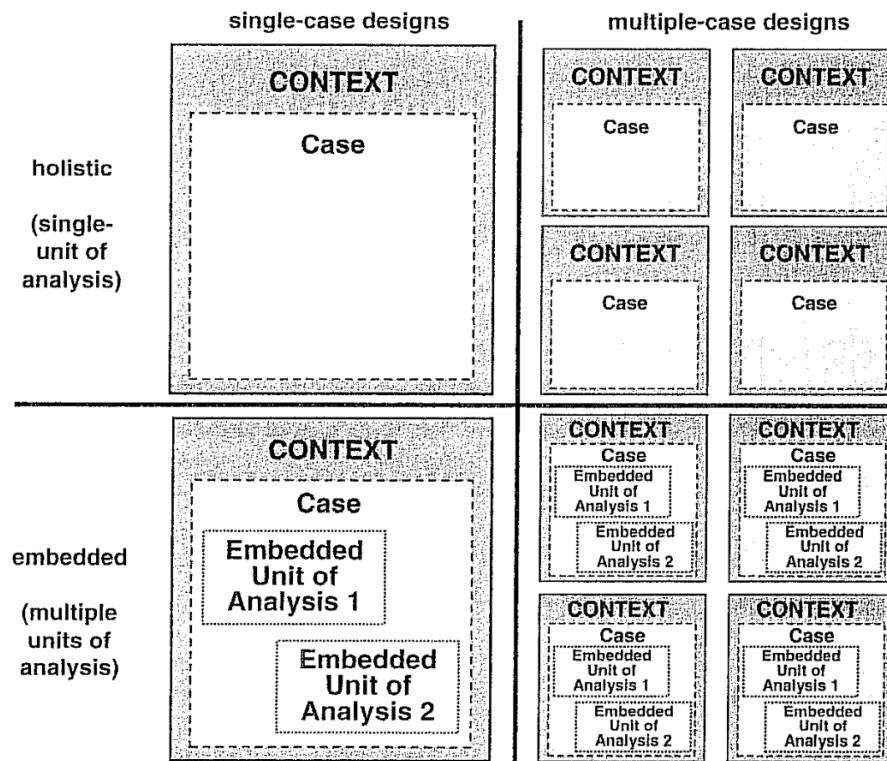 single-case designs
multiple-case designs
holistic
(single-
unit of
analysis)
CONTEXT
Case
CONTEXT
Case
CONTEXT
Case
CONTEXT
Case
CONTEXT
Case
embedded
(multiple
units of
analysis)
CONTEXT
Case
Embedded
Unit of
Analysis 1
Embedded
Unit of
Analysis 2
CONTEXT
Case
Embedded
Unit of
Analysis 1
Embedded
Unit of
Analysis 2
CONTEXT
Case
Embedded
Unit of
Analysis 1
Embedded
Unit of
Analysis 2
CONTEXT
Case
Embedded
Unit of
Analysis 1
Embedded
Unit of
Analysis 2
CONTEXT
Case
Embedded
Unit of
Analysis 1
Embedded
Unit of
Analysis 2